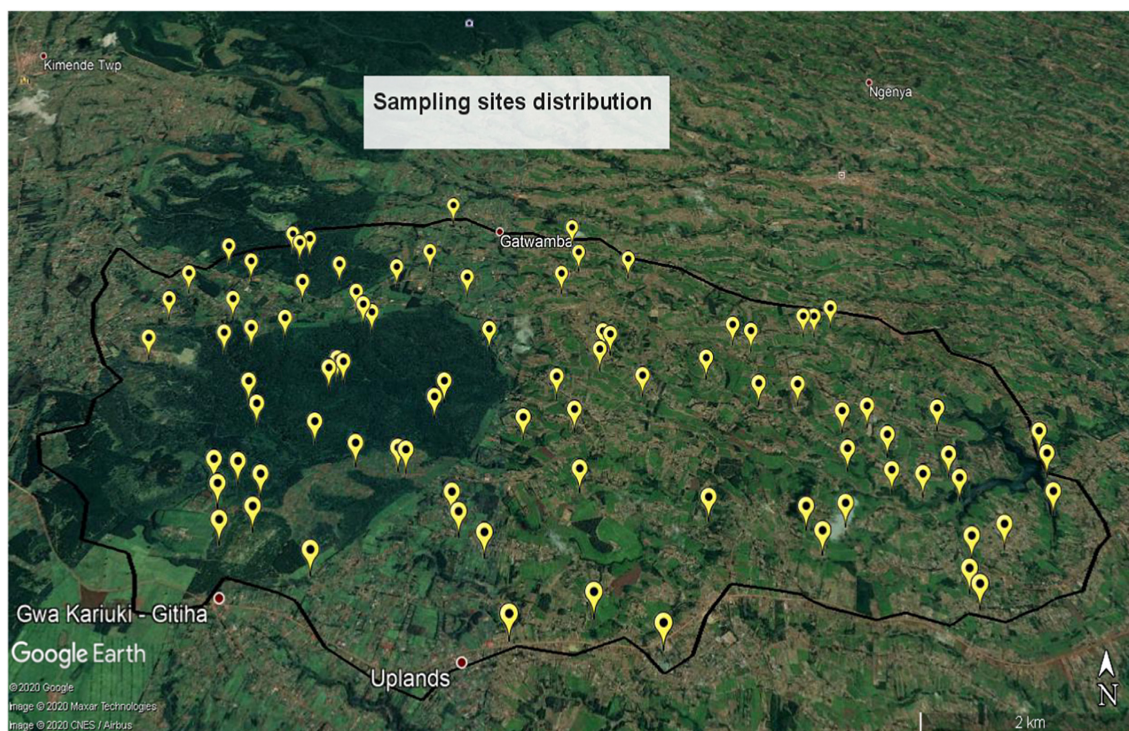 Kimende Twp
Sampling sites distribution
Ngenya
Gatwamba
Gwa Kariuki - Gitiha
Google Earth
Uplands
© 2020 Google
Image © 2020 Maxar Technologies
Image © 2020 CNES / Airbus
N
2 km